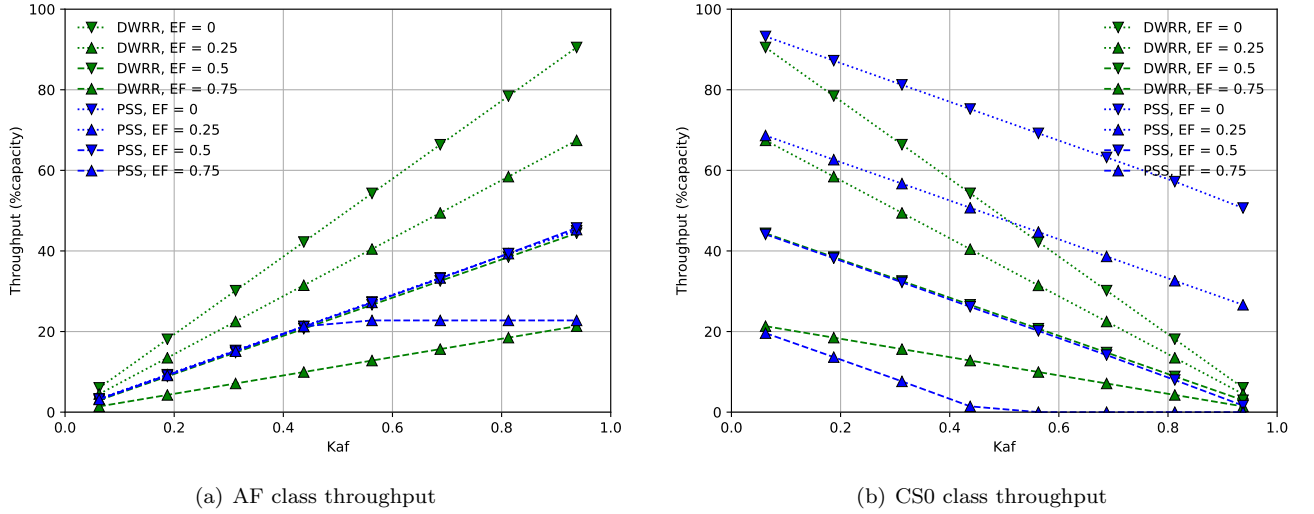 100
80
60
40
20
0
0.0
0.2
0.4
0.6
0.8
1.0
Throughput (%capacity)
Kaf
DWRR, EF = 0
DWRR, EF = 0.25
DWRR, EF = 0.5
DWRR, EF = 0.75
PSS, EF = 0
PSS, EF = 0.25
PSS, EF = 0.5
PSS, EF = 0.75
(a) AF class throughput
100
80
60
40
20
0
0.0
0.2
0.4
0.6
0.8
1.0
Throughput (%capacity)
Kaf
DWRR, EF = 0
DWRR, EF = 0.25
DWRR, EF = 0.5
DWRR, EF = 0.75
PSS, EF = 0
PSS, EF = 0.25
PSS, EF = 0.5
PSS, EF = 0.75
(b) CS0 class throughput